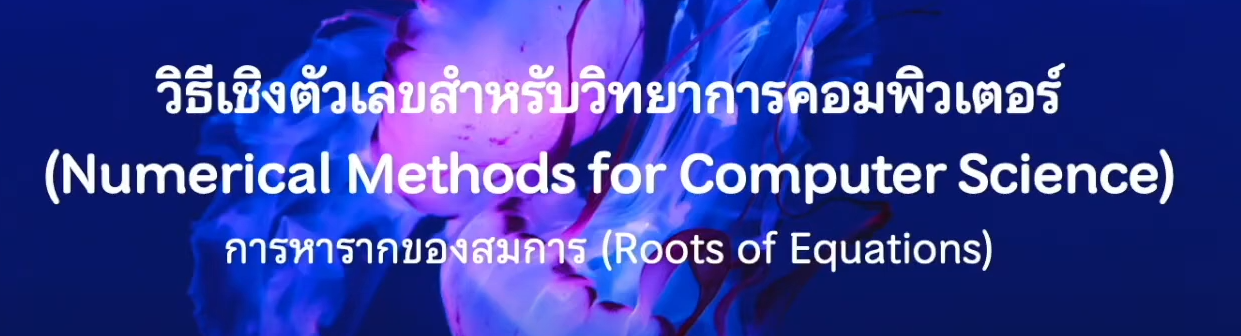 วิธีเชิงตัวเลขสำหรับวิทยาการคอมพิวเตอร์
(Numerical Methods for Computer Science)
การหารากของสมการ (Roots of Equations)